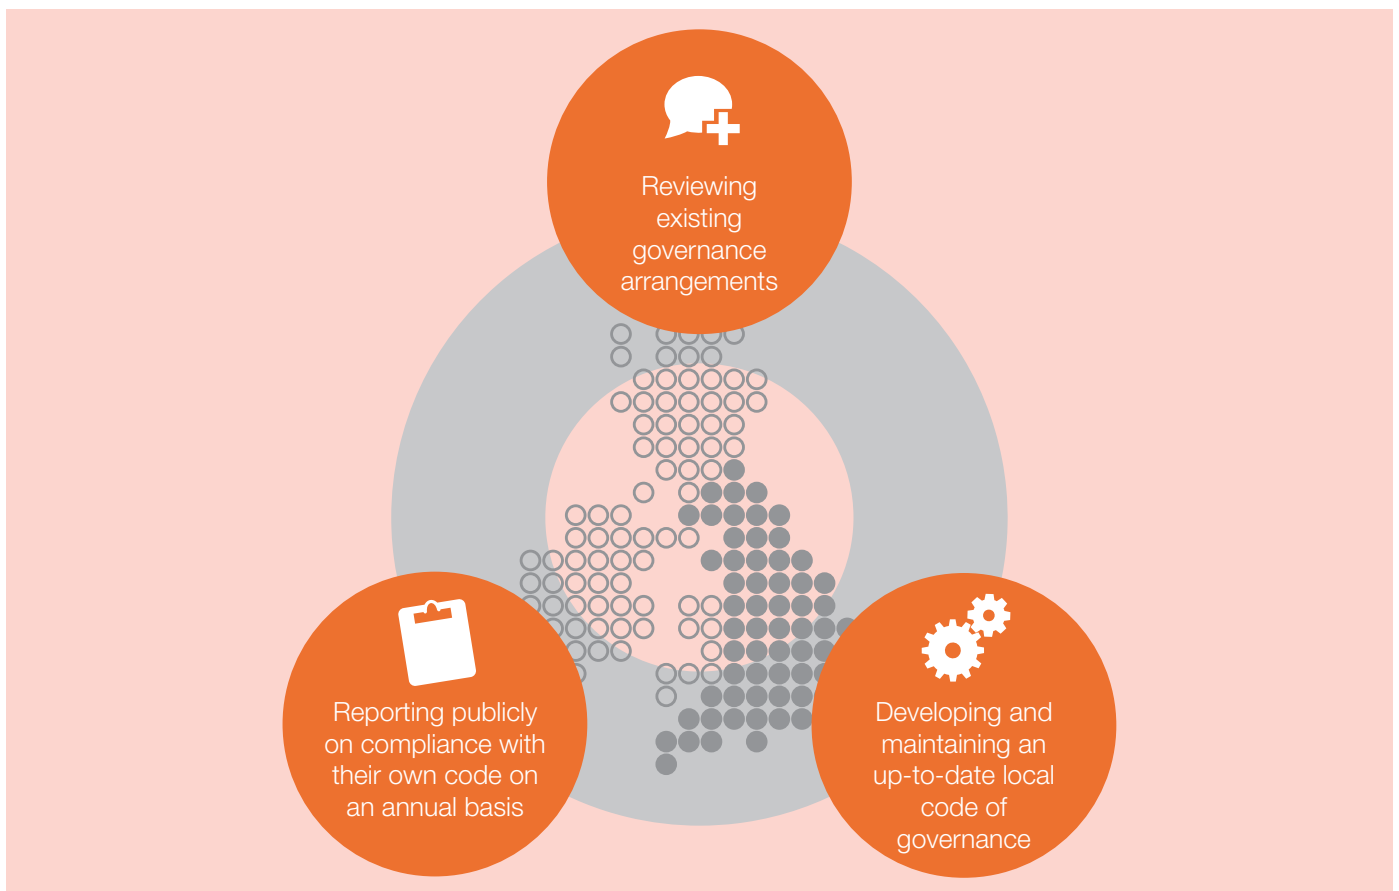 Reviewing
existing
governance
arrangements
Reporting publicly
on compliance with
their own code on
an annual basis
Developing and
maintaining an
up-to-date local
code of
governance